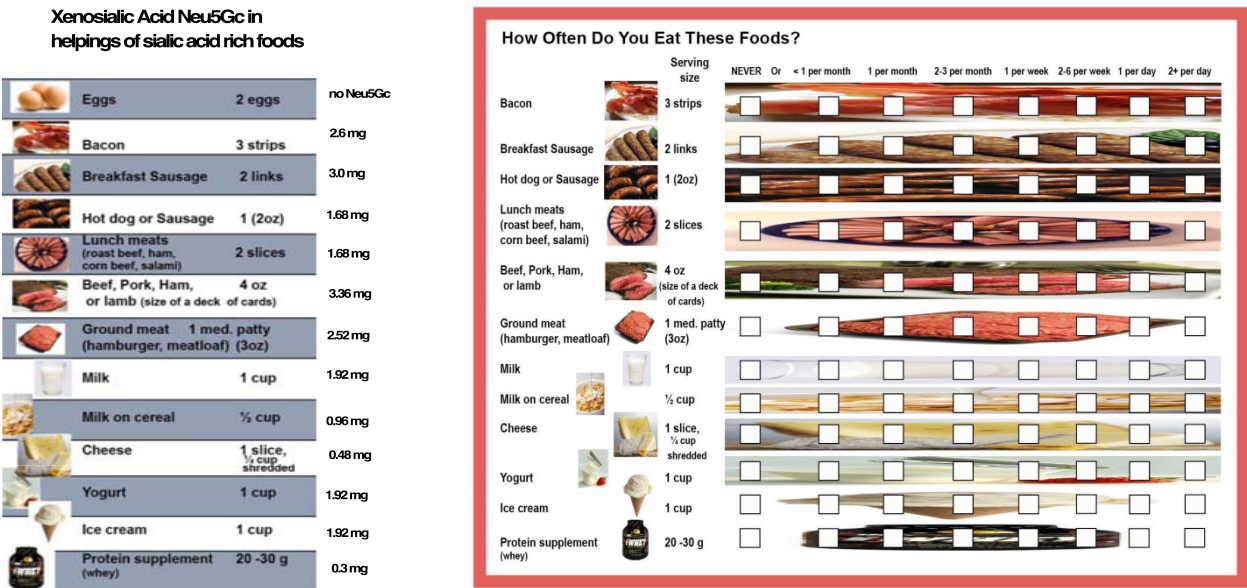 Xenosialic Acid Neu5Gc in
helpings of sialic acid rich foods
Eggs 2 eggs no Neu5Gc
Bacon 3 strips 2.6 mg
Breakfast Sausage 2 links 3.0 mg
Hot dog or Sausage 1 (2oz) 1.68 mg
Lunch meats
(roast beef, ham, 2 slices 1.68 mg
corn beef, salami)
Beef, Pork, Ham, 4 oz
or lamb (size of a deck of cards) 3.36 mg
Ground meat 1 med. patty
(hamburger, meatloaf) (3oz) 2.52 mg
Milk 1 cup 1.92 mg
Milk on cereal ½ cup 0.96 mg
Cheese 1 slice, 0.48 mg
¼ cup
shredded
Yogurt 1 cup 1.92 mg
Ice cream 1 cup 1.92 mg
Protein supplement 20 -30 g 0.3 mg
(whey)
How Often Do You Eat These Foods?
Serving
size
NEVER Or < 1 per month 1 per month 2-3 per month 1 per week 2-6 per week 1 per day 2+ per day
Bacon 3 strips
Breakfast Sausage 2 links
Hot dog or Sausage 1 (2oz)
Lunch meats
(roast beef, ham, 2 slices
corn beef, salami)
Beef, Pork, Ham, 4 oz
or lamb (size of a deck
of cards)
Ground meat 1 med. patty
(hamburger, meatloaf) (3oz)
Milk 1 cup
Milk on cereal ½ cup
Cheese 1 slice,
¼ cup
shredded
Yogurt 1 cup
Ice cream 1 cup
Protein supplement 20 -30 g
(whey)
WHEY